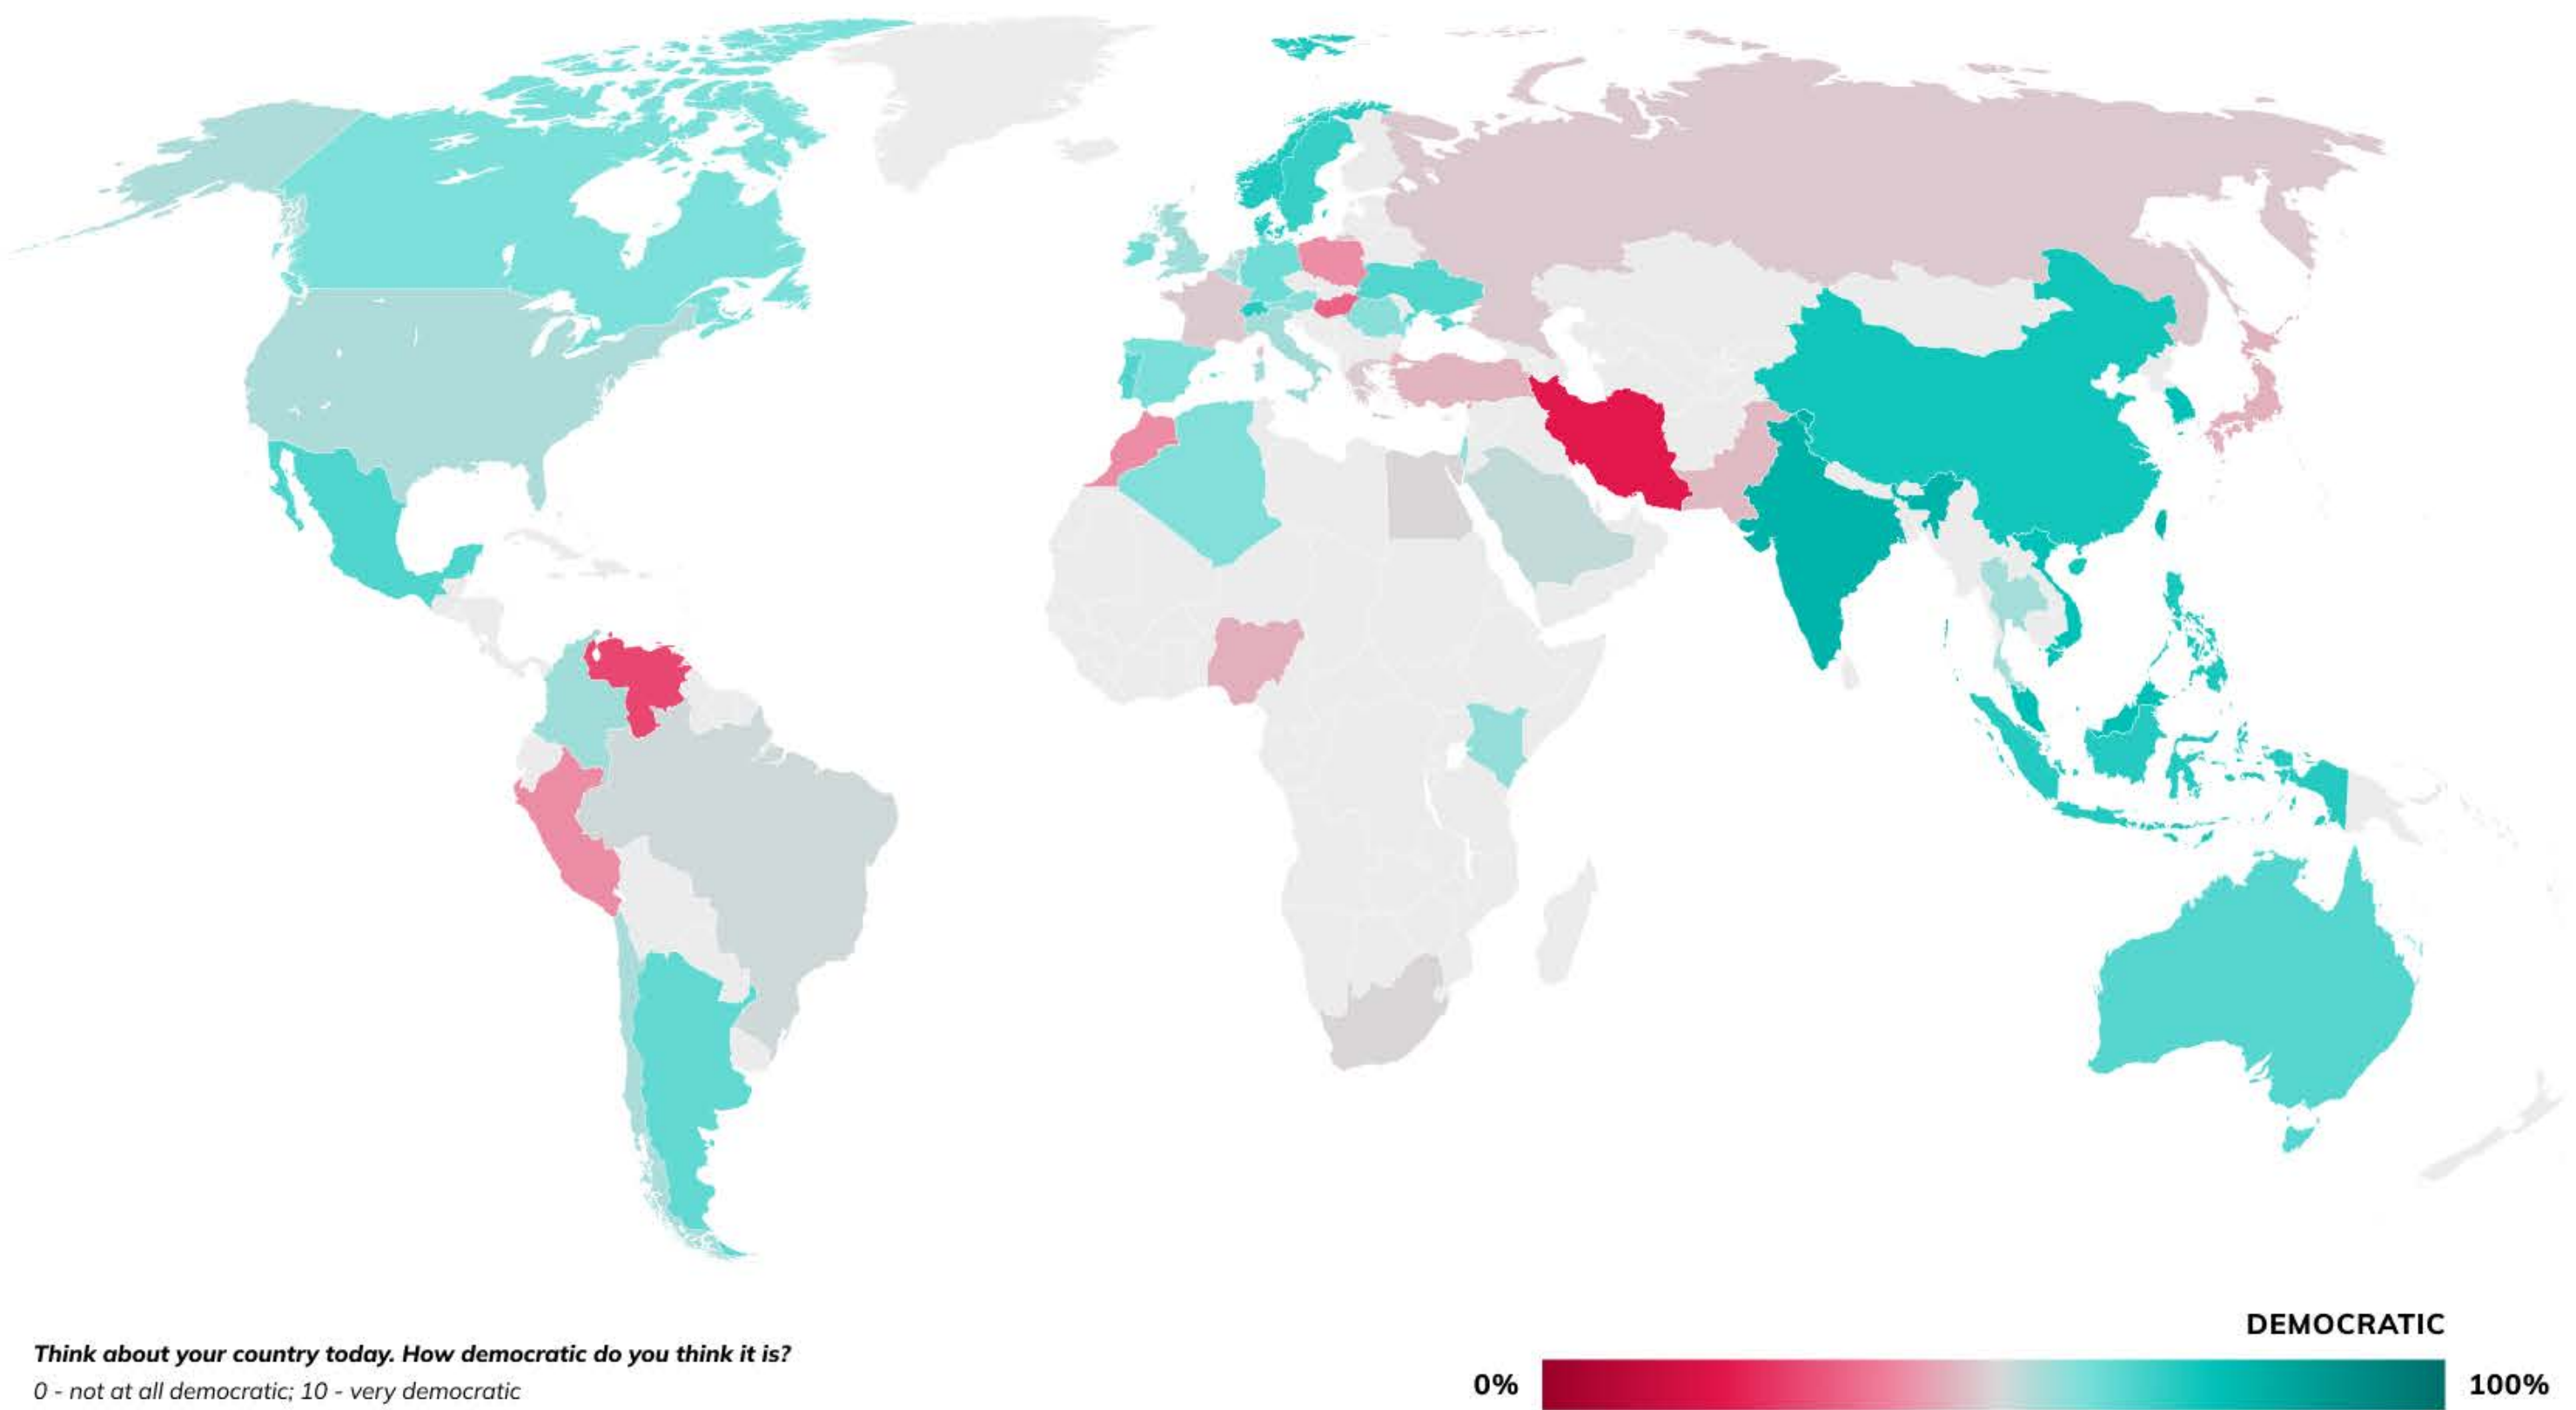 Think about your country today. How democratic do you think it is?
0 - not at all democratic; 10 - very democratic
DEMOCRATIC
0%
100%